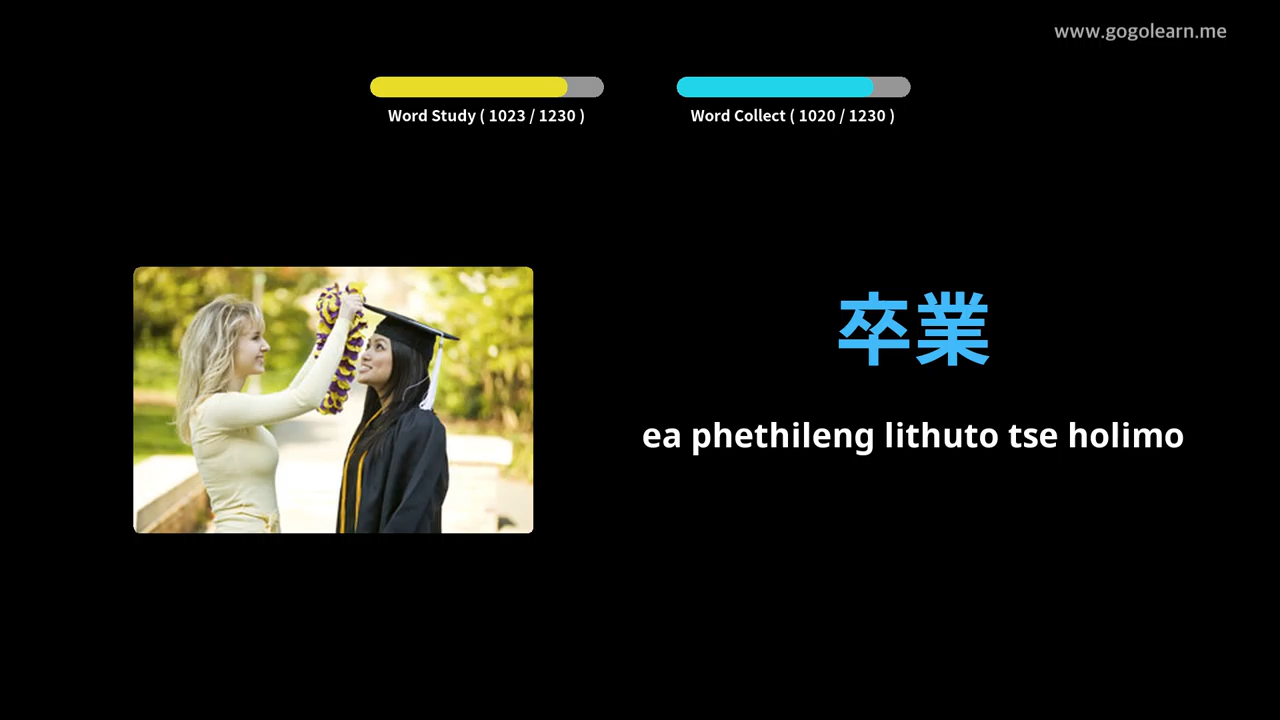 www.gogolearn.me
Word Study ( 1023 / 1230 )
Word Collect ( 1020 / 1230 )
卒業
ea phethileng lithuto tse holimo